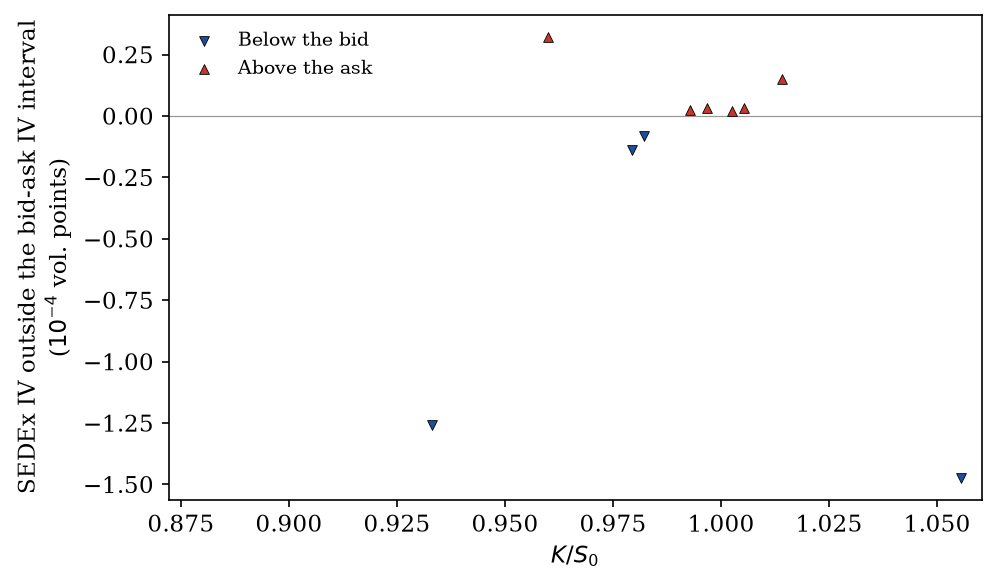 SEDEx IV outside the bid-ask IV interval
(10⁻⁴ vol. points)
Below the bid
Above the ask
0.25
0.00
−0.25
−0.50
−0.75
−1.00
−1.25
−1.50
0.875 0.900 0.925 0.950 0.975 1.000 1.025 1.050
K/S₀